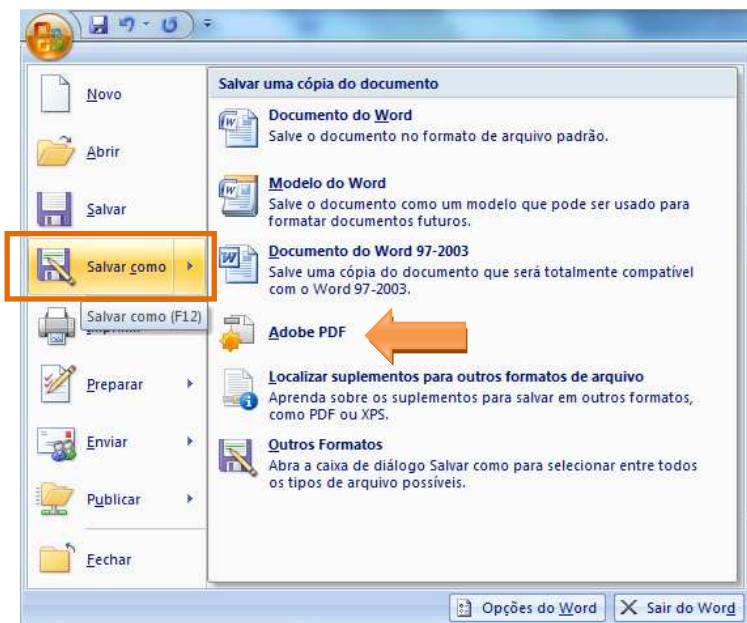 Novo
Abrir
Salvar
Salvar como
Salvar como (F12)
Preparar
Enviar
Publicar
Fechar
Salvar uma cópia do documento
Documento do Word
Salve o documento no formato de arquivo padrão.
Modelo do Word
Salve o documento como um modelo que pode ser usado para
formatar documentos futuros.
Documento do Word 97-2003
Salve uma cópia do documento que será totalmente compatível
com o Word 97-2003.
Adobe PDF
Localizar suplementos para outros formatos de arquivo
Aprenda sobre os suplementos para salvar em outros formatos,
como PDF ou XPS.
Outros Formatos
Abra a caixa de diálogo Salvar como para selecionar entre todos
os tipos de arquivo possíveis.
Opções do Word
Sair do Word